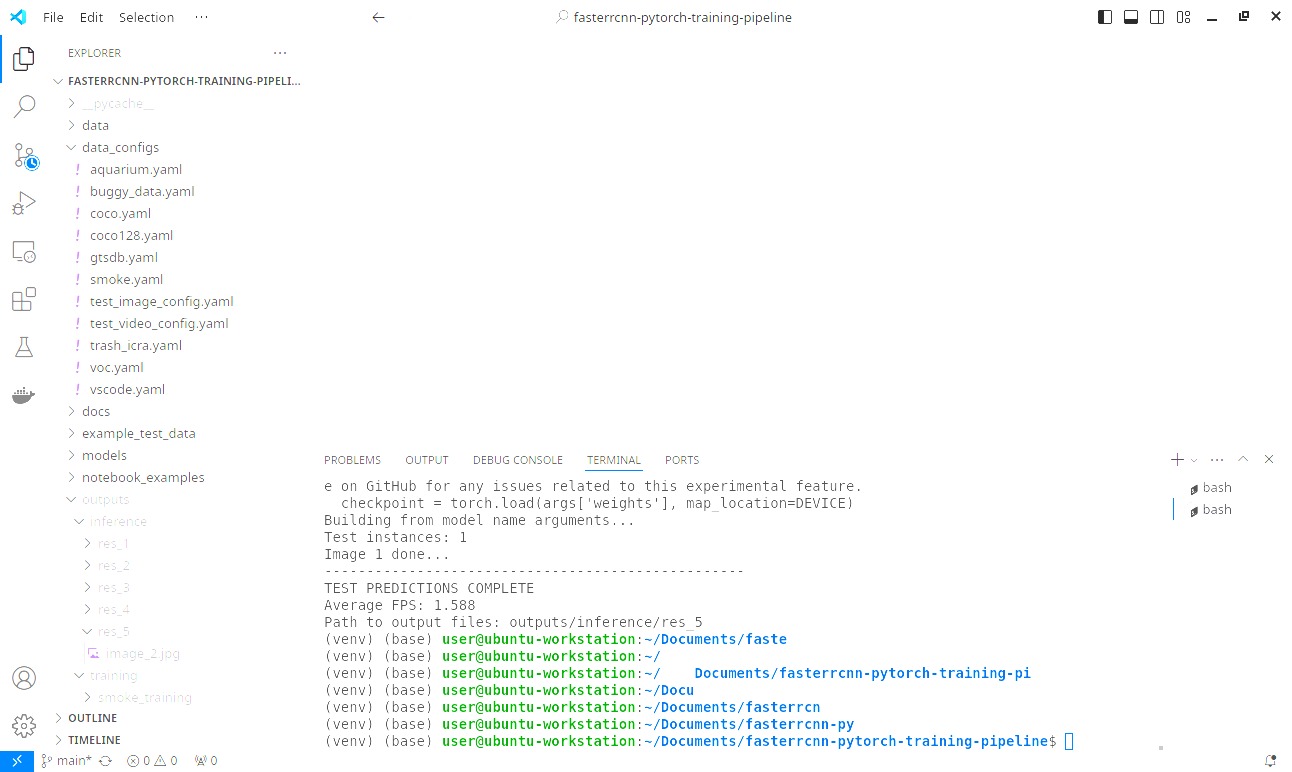 File Edit Selection ··· fasterrcnn-pytorch-training-pipeline
EXPLORER ···
FASTERRCNN-PYTORCH-TRAINING-PIPELI...
__pycache__
data
data_configs
! aquarium.yaml
! buggy_data.yaml
! coco.yaml
! coco128.yaml
! gtsdb.yaml
! smoke.yaml
! test_image_config.yaml
! test_video_config.yaml
! trash_icra.yaml
! voc.yaml
! vscode.yaml
docs
example_test_data
models
notebook_examples
outputs
inference
res_1
res_2
res_3
res_4
res_5
image_2.jpg
training
smoke_training
OUTLINE
TIMELINE
PROBLEMS OUTPUT DEBUG CONSOLE TERMINAL PORTS
e on GitHub for any issues related to this experimental feature.
checkpoint = torch.load(args['weights'], map_location=DEVICE)
Building from model name arguments...
Test instances: 1
Image 1 done...
--------------------------------------------------
TEST PREDICTIONS COMPLETE
Average FPS: 1.588
Path to output files: outputs/inference/res_5
(venv) (base) user@ubuntu-workstation:~/Documents/faste
(venv) (base) user@ubuntu-workstation:~/
(venv) (base) user@ubuntu-workstation:~/ Documents/fasterrcnn-pytorch-training-pi
(venv) (base) user@ubuntu-workstation:~/Docu
(venv) (base) user@ubuntu-workstation:~/Documents/fasterrcn
(venv) (base) user@ubuntu-workstation:~/Documents/fasterrcnn-py
(venv) (base) user@ubuntu-workstation:~/Documents/fasterrcnn-pytorch-training-pipeline$
bash
bash
main* 0 0 0